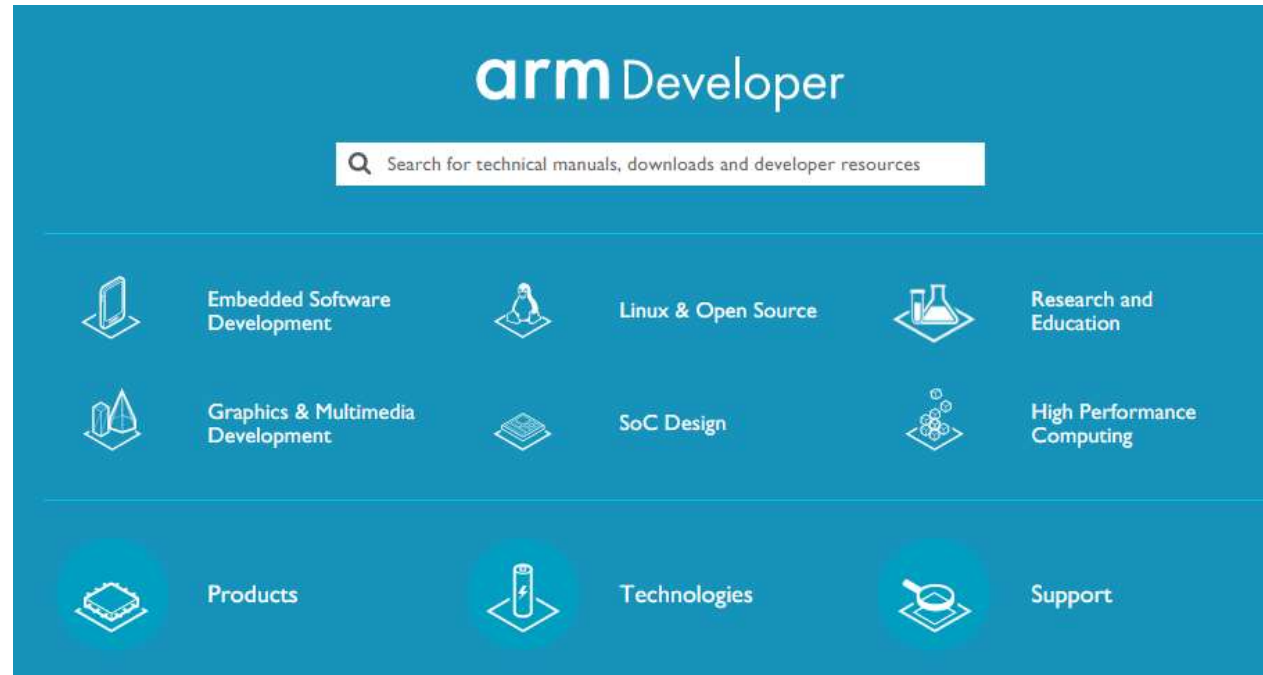 arm Developer
Search for technical manuals, downloads and developer resources
Embedded Software
Development
Linux & Open Source
Research and
Education
Graphics & Multimedia
Development
SoC Design
High Performance
Computing
Products
Technologies
Support